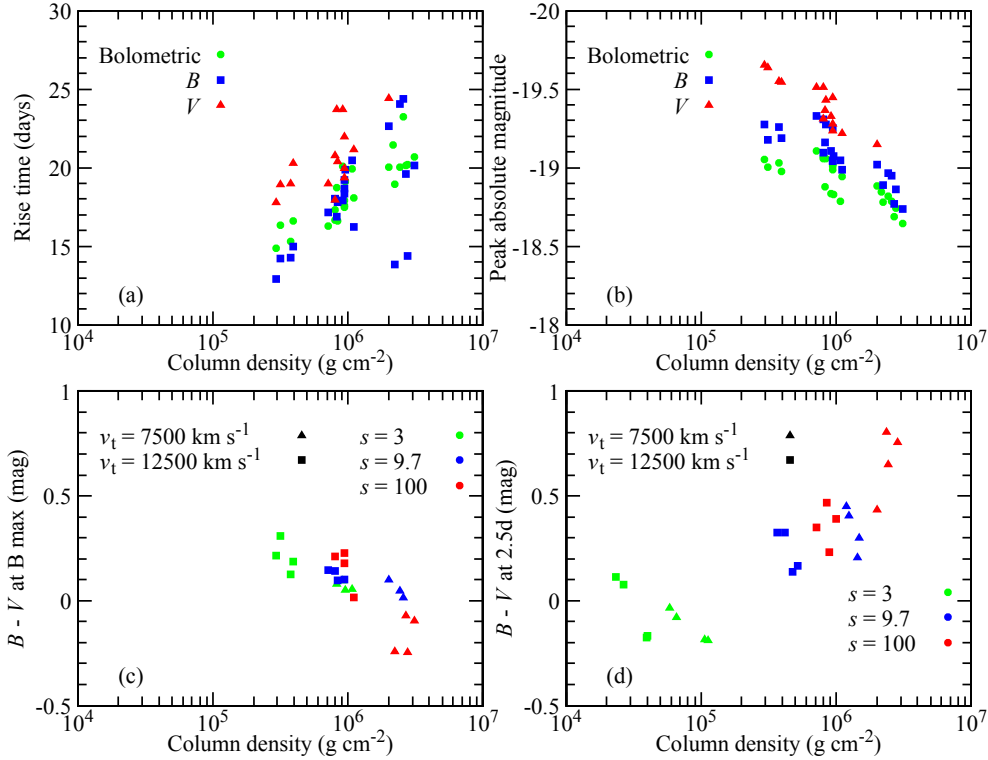 30
25
20
15
10
Rise time (days)
Bolometric
B
V
(a)
10^4
10^5
10^6
10^7
Column density (g cm^-2)
-20
-19.5
-19
-18.5
-18
Peak absolute magnitude
Bolometric
B
V
(b)
10^4
10^5
10^6
10^7
Column density (g cm^-2)
1
0.5
0
-0.5
B - V at B max (mag)
v_t = 7500 km s^-1
v_t = 12500 km s^-1
s = 3
s = 9.7
s = 100
(c)
10^4
10^5
10^6
10^7
Column density (g cm^-2)
1
0.5
0
-0.5
B - V at 2.5d (mag)
v_t = 7500 km s^-1
v_t = 12500 km s^-1
s = 3
s = 9.7
s = 100
(d)
10^4
10^5
10^6
10^7
Column density (g cm^-2)